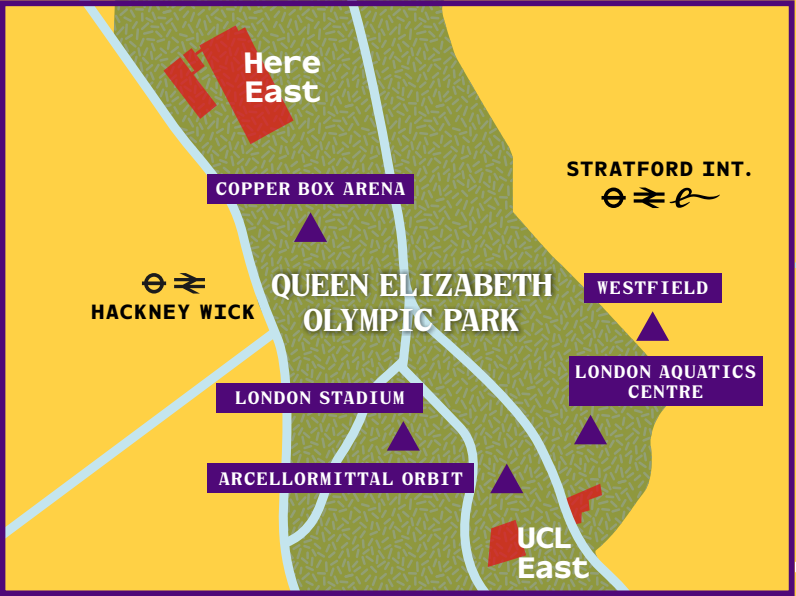 Here
East
STRATFORD INT.
COPPER BOX ARENA
QUEEN ELIZABETH
OLYMPIC PARK
HACKNEY WICK
WESTFIELD
LONDON AQUATICS
CENTRE
LONDON STADIUM
ARCELLORMITTAL ORBIT
UCL
East